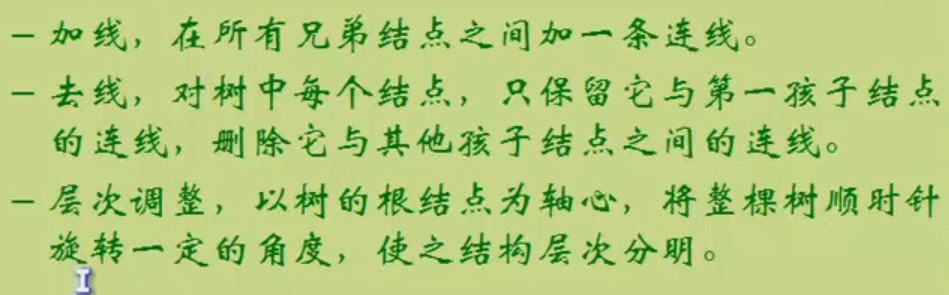 – 加线，在所有兄弟结点之间加一条连线。
– 去线，对树中每个结点，只保留它与第一孩子结点
的连线，删除它与其他孩子结点之间的连线。
– 层次调整，以树的根结点为轴心，将整棵树顺时针
旋转一定的角度，使之结构层次分明。